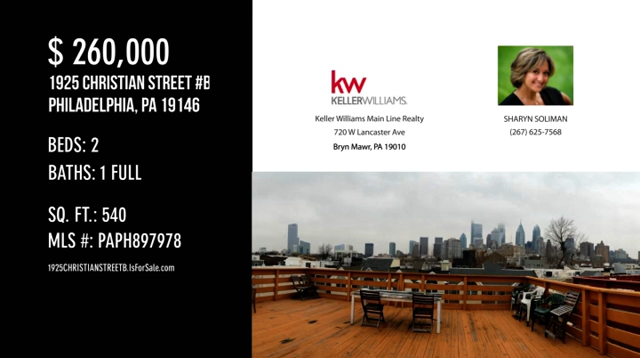 $ 260,000
1925 CHRISTIAN STREET #B
PHILADELPHIA, PA 19146
BEDS: 2
BATHS: 1 FULL
SQ. FT.: 540
MLS #: PAPH897978
1925CHRISTIANSTREETB.IsForSale.com
kw
KELLERWILLIAMS.
Keller Williams Main Line Realty
720 W Lancaster Ave
Bryn Mawr, PA 19010
SHARYN SOLIMAN
(267) 625-7568